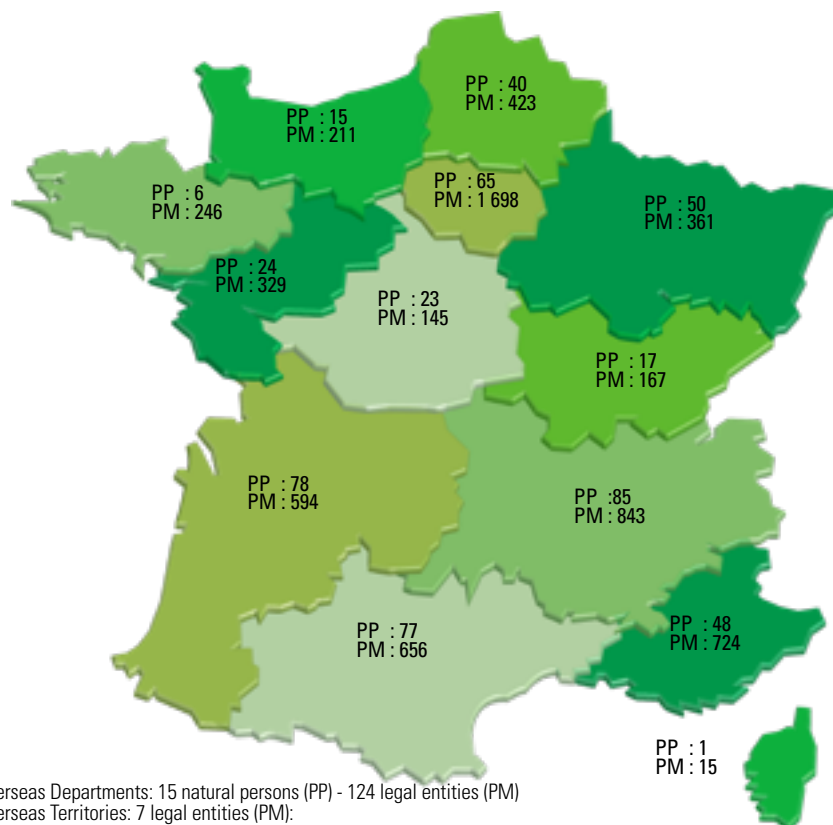 PP : 40
PM : 423
PP : 15
PM : 211
PP : 65
PM : 1 698
PP : 6
PM : 246
PP : 50
PM : 361
PP : 24
PM : 329
PP : 23
PM : 145
PP : 17
PM : 167
PP : 78
PM : 594
PP :85
PM : 843
PP : 77
PM : 656
PP : 48
PM : 724
PP : 1
PM : 15
erseas Departments: 15 natural persons (PP) - 124 legal entities (PM)
erseas Territories: 7 legal entities (PM):